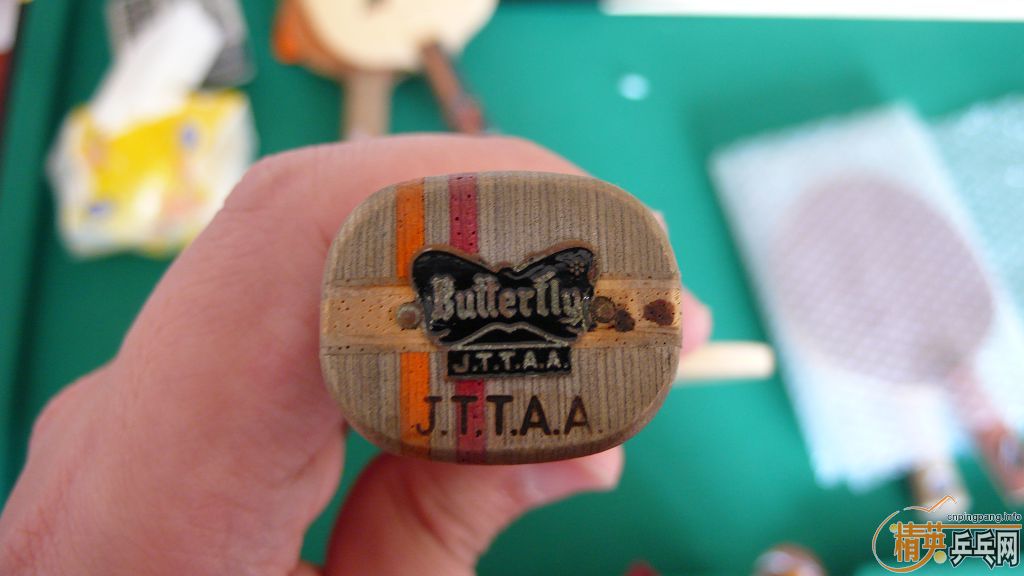 Butterfly
J.T.T.A.A.
J.T.T.A.A.
cnpingpang.info
精英乒乓网